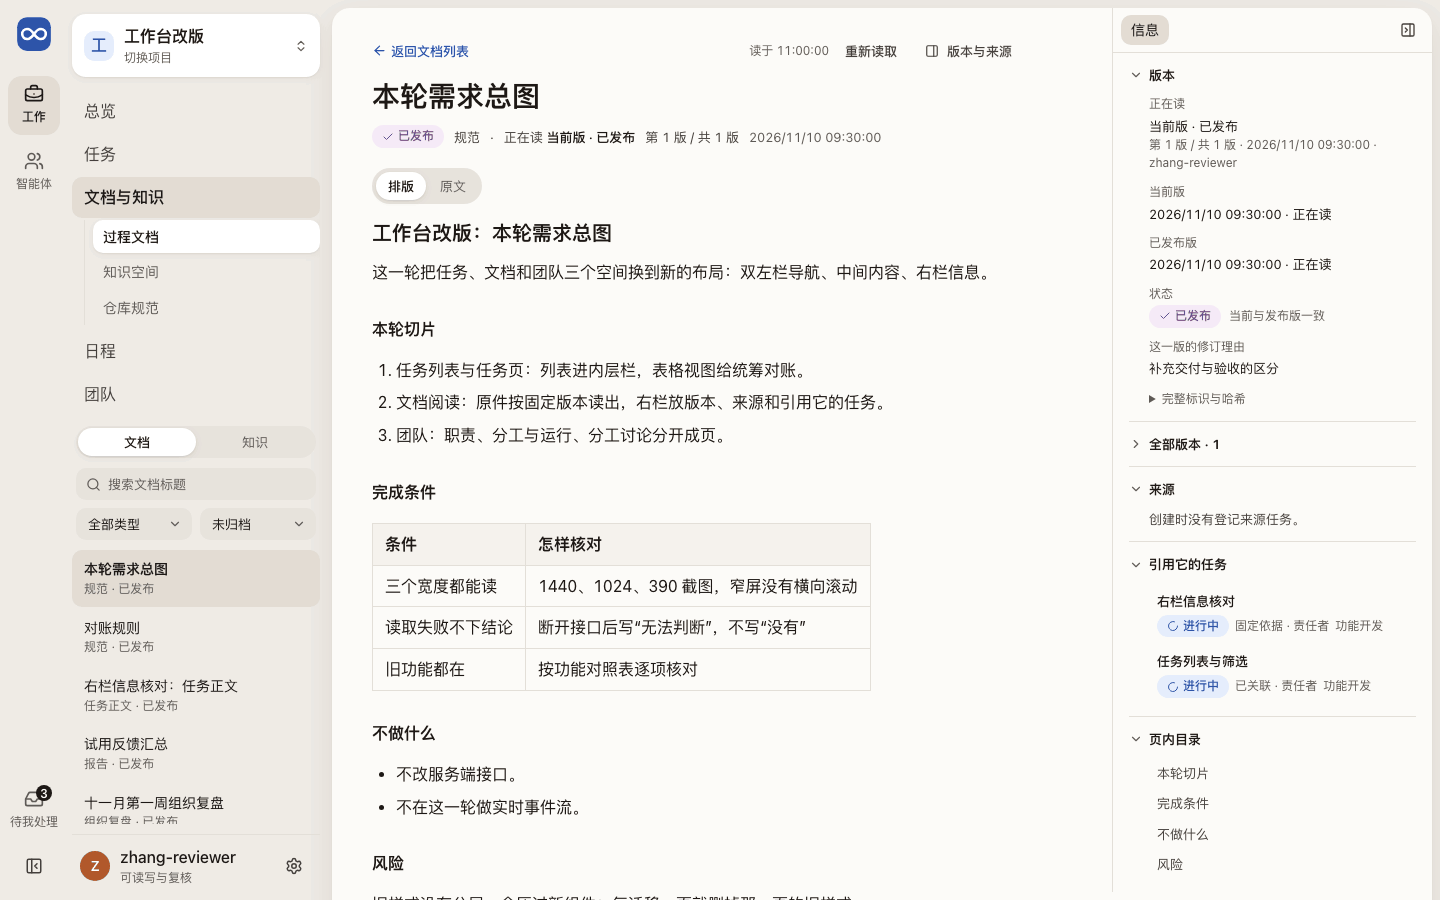 工作
智能体
3
待我处理
工
工作台改版
切换项目
总览
任务
文档与知识
过程文档
知识空间
仓库规范
日程
团队
文档
知识
搜索文档标题
全部类型
未归档
本轮需求总图
规范 · 已发布
对账规则
规范 · 已发布
右栏信息核对：任务正文
任务正文 · 已发布
试用反馈汇总
报告 · 已发布
十一月第一周组织复盘
组织复盘 · 已发布
Z
zhang-reviewer
可读写与复核
返回文档列表
读于 11:00:00
重新读取
版本与来源
本轮需求总图
已发布 规范 · 正在读 当前版 · 已发布 第 1 版 / 共 1 版 2026/11/10 09:30:00
排版
原文
工作台改版：本轮需求总图
这一轮把任务、文档和团队三个空间换到新的布局：双左栏导航、中间内容、右栏信息。
本轮切片
1. 任务列表与任务页：列表进内层栏，表格视图给统筹对账。
2. 文档阅读：原件按固定版本读出，右栏放版本、来源和引用它的任务。
3. 团队：职责、分工与运行、分工讨论分开成页。
完成条件
条件 怎样核对
三个宽度都能读 1440、1024、390 截图，窄屏没有横向滚动
读取失败不下结论 断开接口后写“无法判断”，不写“没有”
旧功能都在 按功能对照表逐项核对
不做什么
• 不改服务端接口。
• 不在这一轮做实时事件流。
风险
信息
版本
正在读
当前版 · 已发布
第 1 版 / 共 1 版 · 2026/11/10 09:30:00 ·
zhang-reviewer
当前版
2026/11/10 09:30:00 · 正在读
已发布版
2026/11/10 09:30:00 · 正在读
状态
已发布 当前与发布版一致
这一版的修订理由
补充交付与验收的区分
完整标识与哈希
全部版本 · 1
来源
创建时没有登记来源任务。
引用它的任务
右栏信息核对
进行中 固定依据 · 责任者 功能开发
任务列表与筛选
进行中 已关联 · 责任者 功能开发
页内目录
本轮切片
完成条件
不做什么
风险